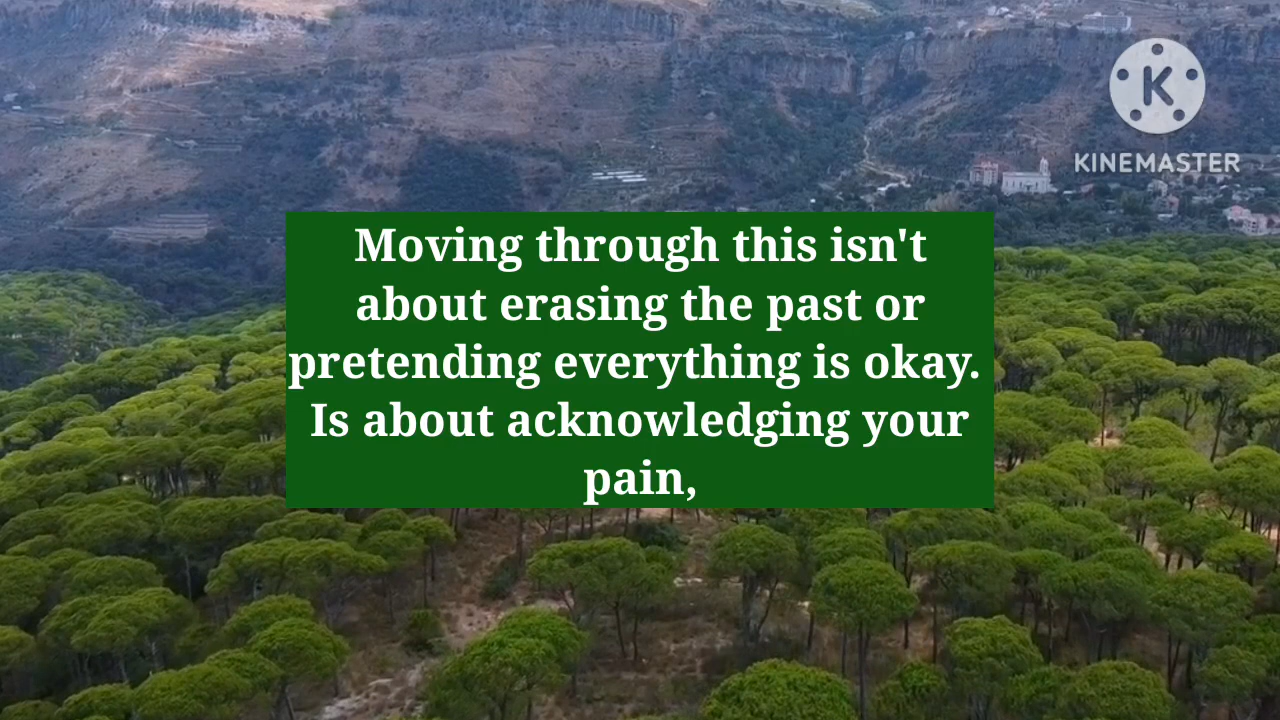 K
KINEMASTER
Moving through this isn't
about erasing the past or
pretending everything is okay.
Is about acknowledging your
pain,